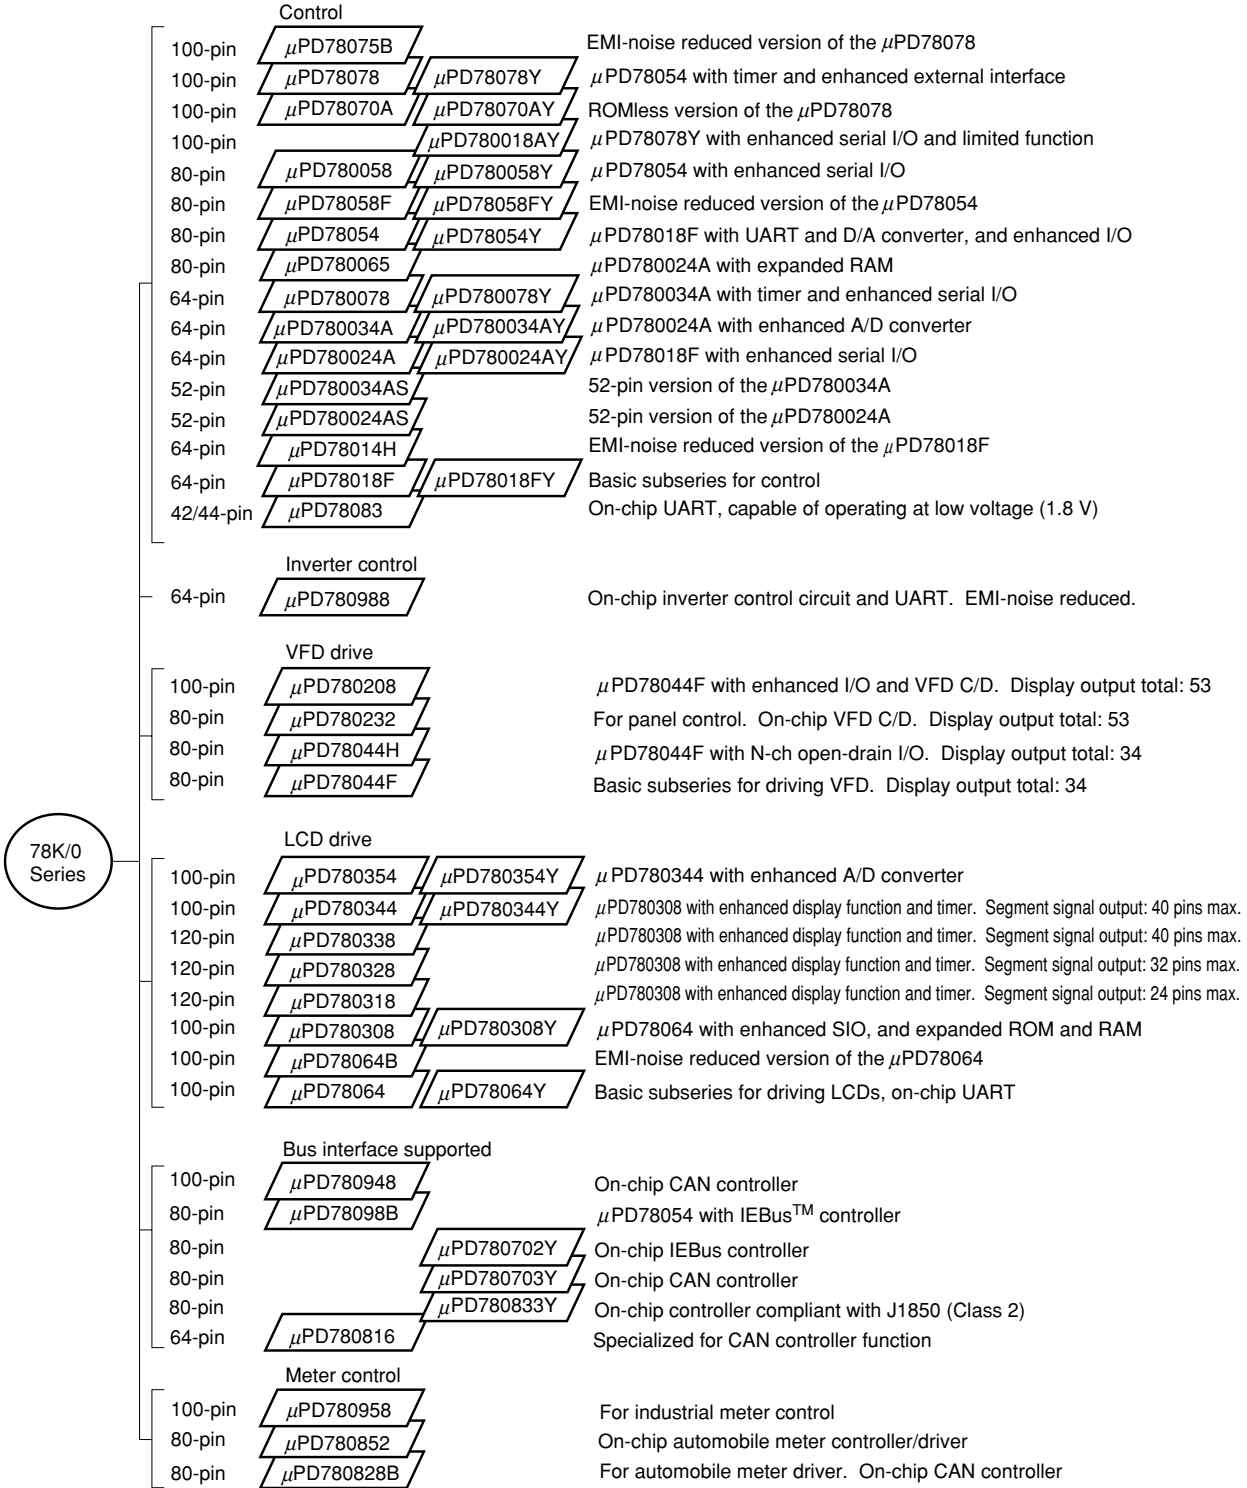 Control
100-pin μPD78075B EMI-noise reduced version of the μPD78078
100-pin μPD78078 μPD78078Y μPD78054 with timer and enhanced external interface
100-pin μPD78070A μPD78070AY ROMless version of the μPD78078
100-pin μPD780018AY μPD78078Y with enhanced serial I/O and limited function
80-pin μPD780058 μPD780058Y μPD78054 with enhanced serial I/O
80-pin μPD78058F μPD78058FY EMI-noise reduced version of the μPD78054
80-pin μPD78054 μPD78054Y μPD78018F with UART and D/A converter, and enhanced I/O
80-pin μPD780065 μPD780024A with expanded RAM
64-pin μPD780078 μPD780078Y μPD780034A with timer and enhanced serial I/O
64-pin μPD780034A μPD780034AY μPD780024A with enhanced A/D converter
64-pin μPD780024A μPD780024AY μPD78018F with enhanced serial I/O
52-pin μPD780034AS 52-pin version of the μPD780034A
52-pin μPD780024AS 52-pin version of the μPD780024A
64-pin μPD78014H EMI-noise reduced version of the μPD78018F
64-pin μPD78018F μPD78018FY Basic subseries for control
42/44-pin μPD78083 On-chip UART, capable of operating at low voltage (1.8 V)
Inverter control
64-pin μPD780988 On-chip inverter control circuit and UART. EMI-noise reduced.
VFD drive
100-pin μPD780208 μPD78044F with enhanced I/O and VFD C/D. Display output total: 53
80-pin μPD780232 For panel control. On-chip VFD C/D. Display output total: 53
80-pin μPD78044H μPD78044F with N-ch open-drain I/O. Display output total: 34
80-pin μPD78044F Basic subseries for driving VFD. Display output total: 34
78K/0
Series
LCD drive
100-pin μPD780354 μPD780354Y μPD780344 with enhanced A/D converter
100-pin μPD780344 μPD780344Y μPD780308 with enhanced display function and timer. Segment signal output: 40 pins max.
120-pin μPD780338 μPD780308 with enhanced display function and timer. Segment signal output: 40 pins max.
120-pin μPD780328 μPD780308 with enhanced display function and timer. Segment signal output: 32 pins max.
120-pin μPD780318 μPD780308 with enhanced display function and timer. Segment signal output: 24 pins max.
100-pin μPD780308 μPD780308Y μPD78064 with enhanced SIO, and expanded ROM and RAM
100-pin μPD78064B EMI-noise reduced version of the μPD78064
100-pin μPD78064 μPD78064Y Basic subseries for driving LCDs, on-chip UART
Bus interface supported
100-pin μPD780948 On-chip CAN controller
80-pin μPD78098B μPD78054 with IEBus™ controller
80-pin μPD780702Y On-chip IEBus controller
80-pin μPD780703Y On-chip CAN controller
80-pin μPD780833Y On-chip controller compliant with J1850 (Class 2)
64-pin μPD780816 Specialized for CAN controller function
Meter control
100-pin μPD780958 For industrial meter control
80-pin μPD780852 On-chip automobile meter controller/driver
80-pin μPD780828B For automobile meter driver. On-chip CAN controller